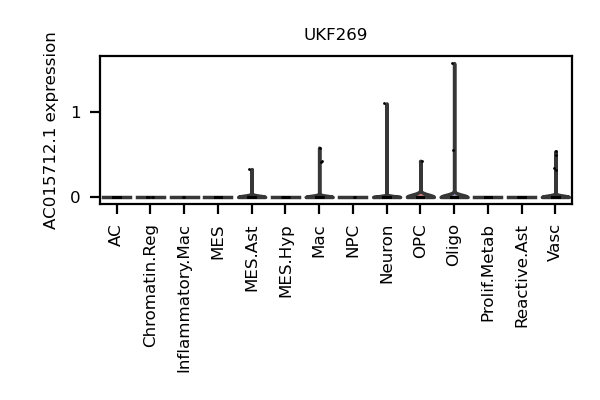 UKF269
AC015712.1 expression
1
0
AC
Chromatin.Reg
Inflammatory.Mac
MES
MES.Ast
MES.Hyp
Mac
NPC
Neuron
OPC
Oligo
Prolif.Metab
Reactive.Ast
Vasc